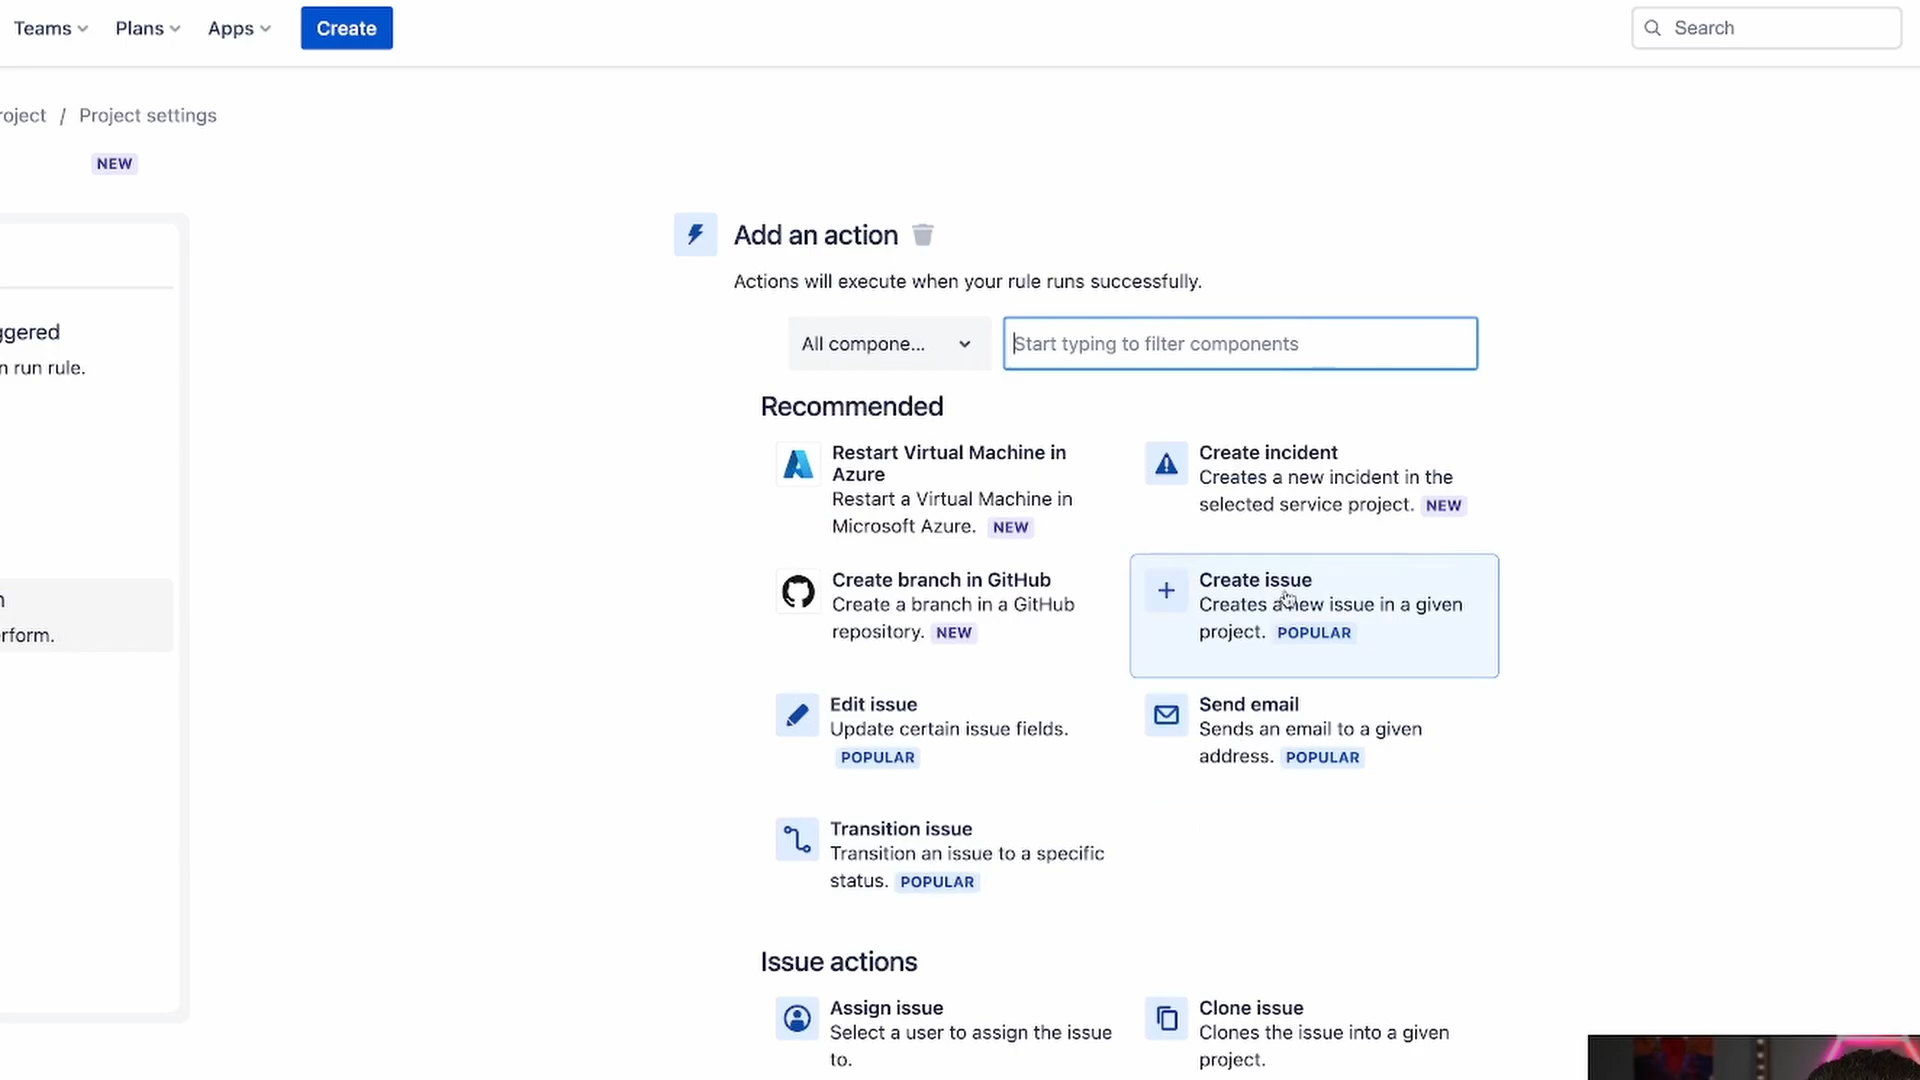 Teams Plans Apps Create Search
roject / Project settings
NEW
ggered
n run rule.
n
erform.
Add an action
Actions will execute when your rule runs successfully.
All compone... Start typing to filter components
Recommended
Restart Virtual Machine in
Azure
Restart a Virtual Machine in
Microsoft Azure. NEW
Create incident
Creates a new incident in the
selected service project. NEW
Create branch in GitHub
Create a branch in a GitHub
repository. NEW
Create issue
Creates a new issue in a given
project. POPULAR
Edit issue
Update certain issue fields.
POPULAR
Send email
Sends an email to a given
address. POPULAR
Transition issue
Transition an issue to a specific
status. POPULAR
Issue actions
Assign issue
Select a user to assign the issue
to.
Clone issue
Clones the issue into a given
project.